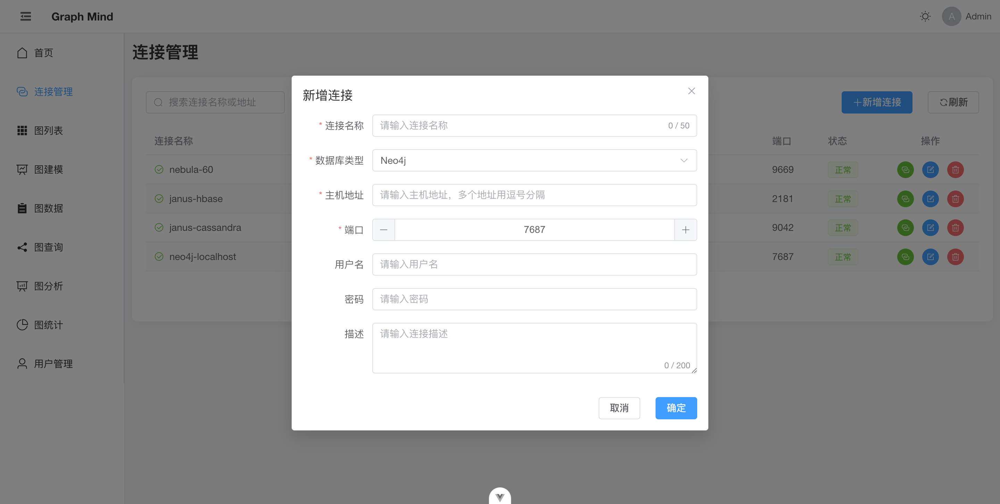 Graph Mind
A
Admin
首页
连接管理
图列表
图建模
图数据
图查询
图分析
图统计
用户管理
连接管理
搜索连接名称或地址
新增连接
刷新
连接名称
端口
状态
操作
nebula-60
9669
正常
janus-hbase
2181
正常
janus-cassandra
9042
正常
neo4j-localhost
7687
正常
新增连接
* 连接名称
请输入连接名称
0 / 50
* 数据库类型
Neo4j
* 主机地址
请输入主机地址，多个地址用逗号分隔
* 端口
7687
用户名
请输入用户名
密码
请输入密码
描述
请输入连接描述
0 / 200
取消
确定